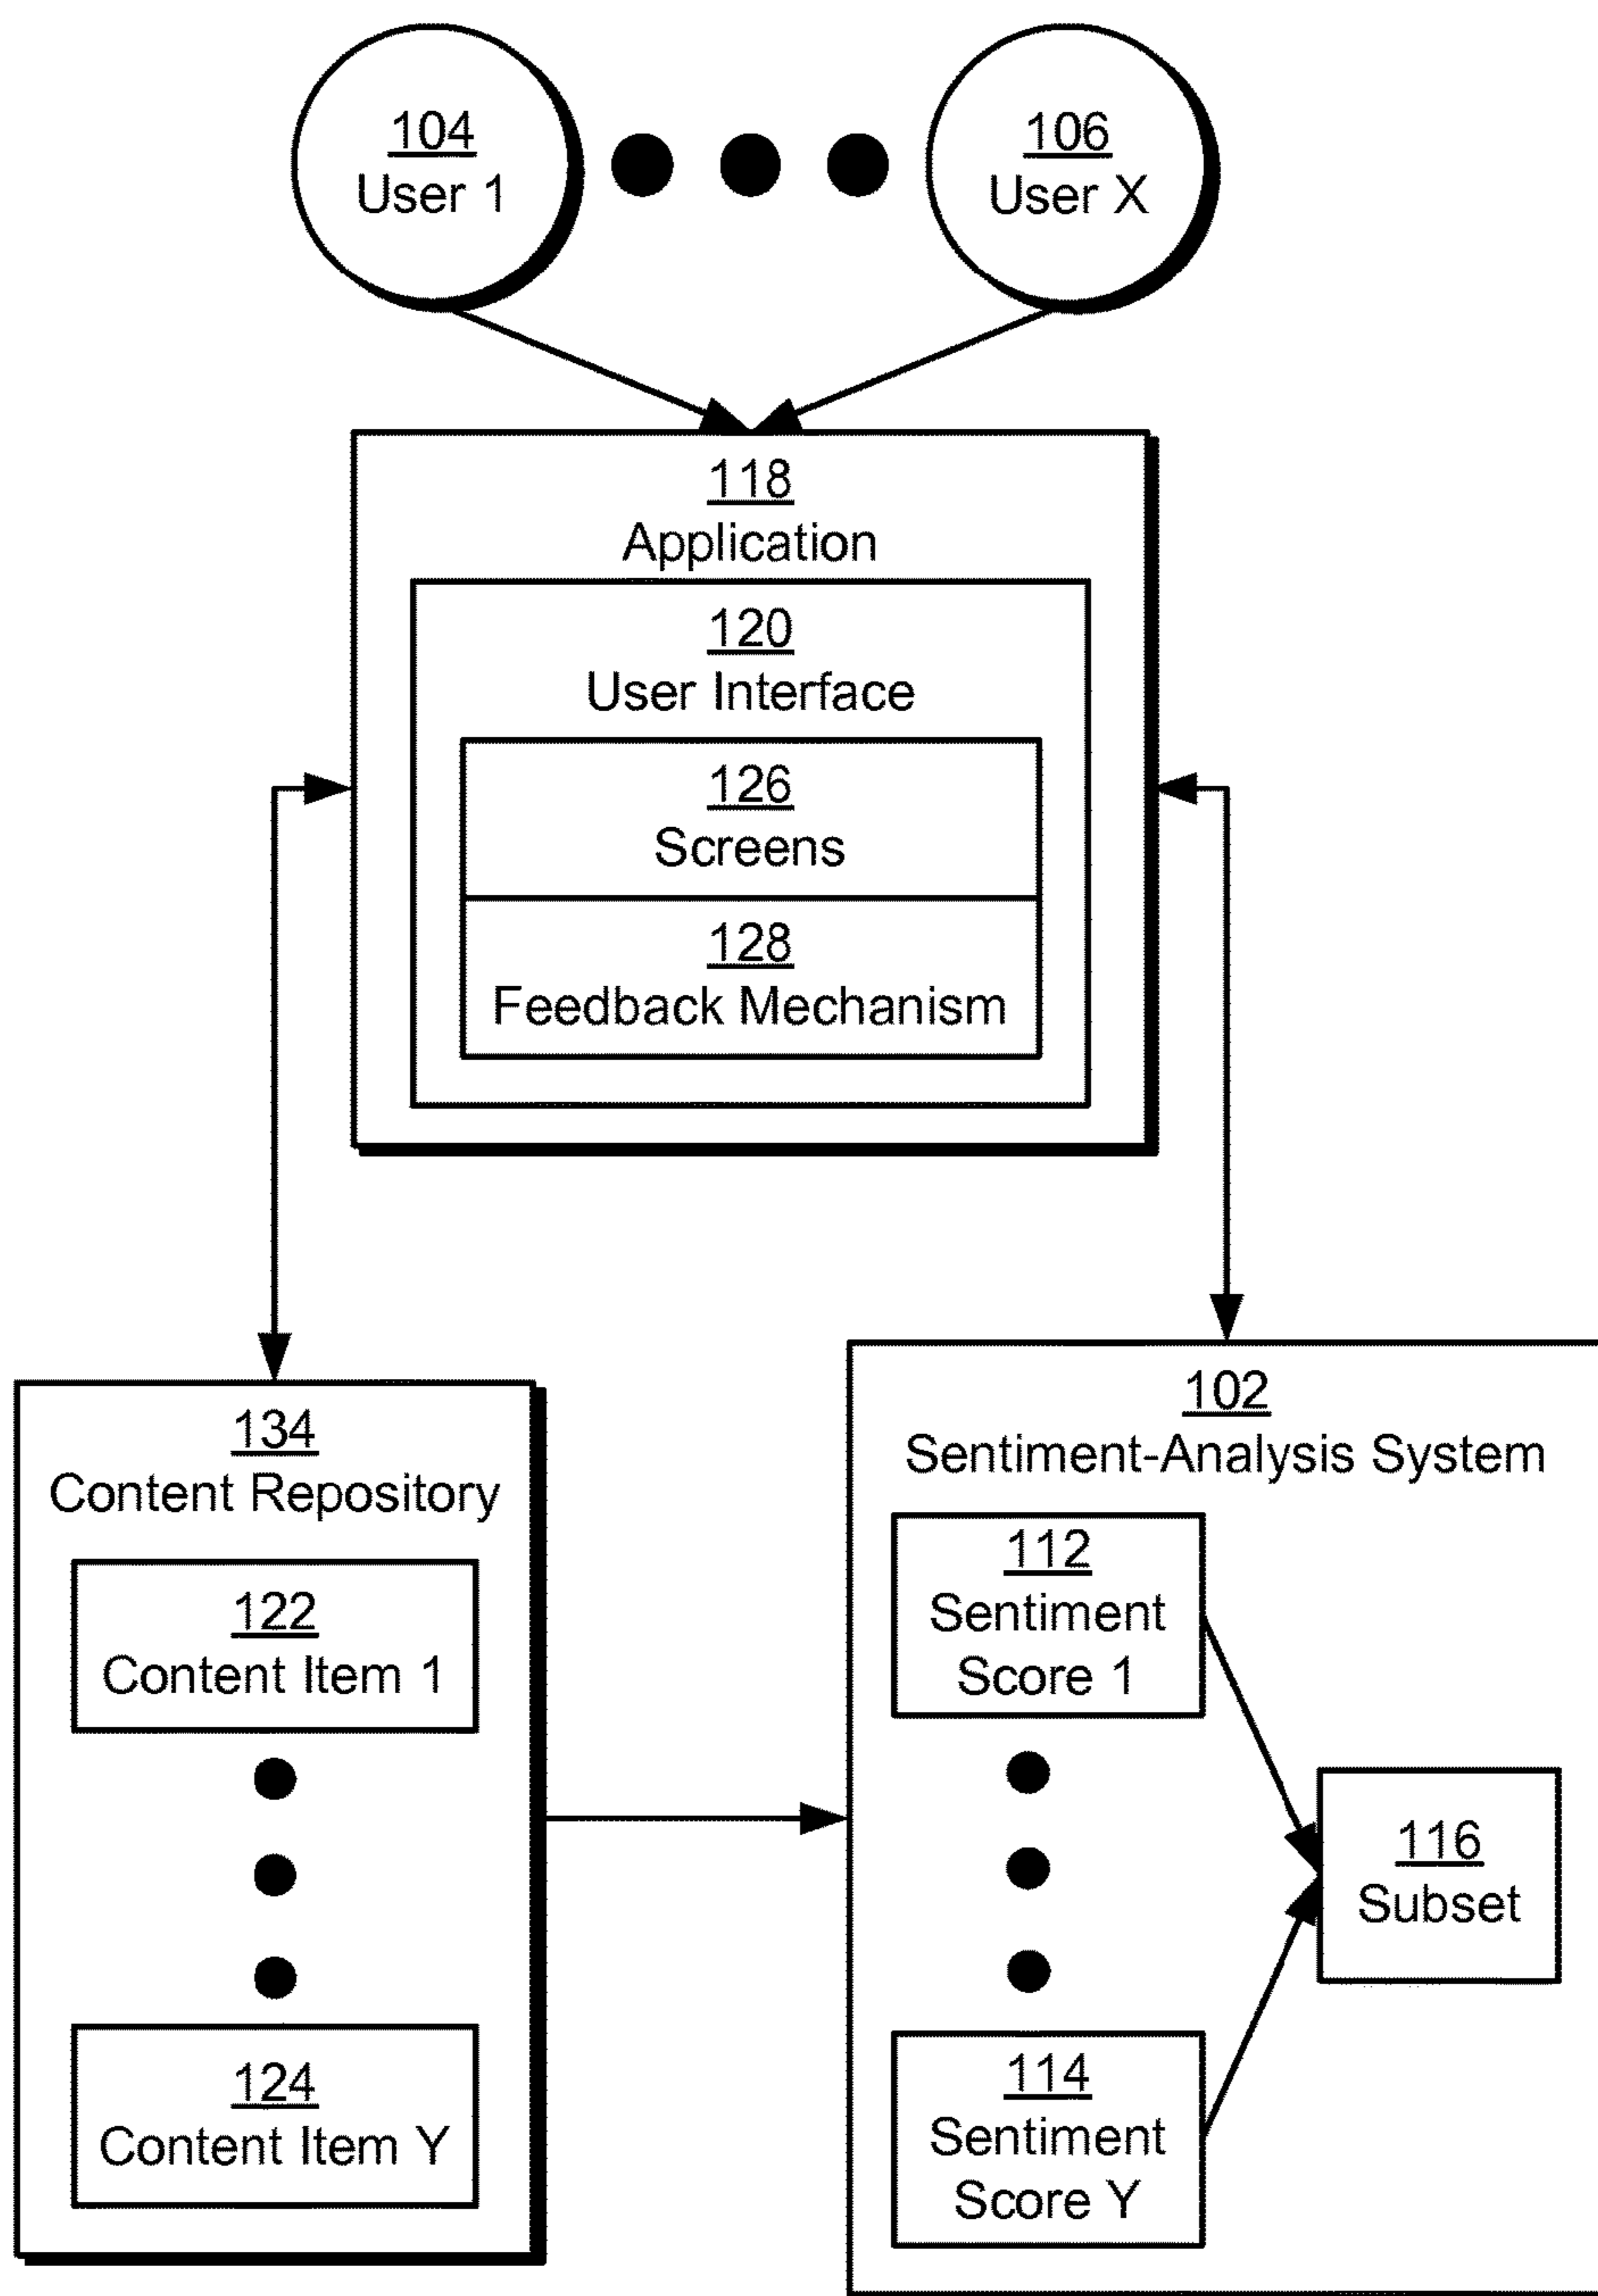 104
User 1
106
User X
118
Application
120
User Interface
126
Screens
128
Feedback Mechanism
134
Content Repository
122
Content Item 1
124
Content Item Y
102
Sentiment-Analysis System
112
Sentiment
Score 1
116
Subset
114
Sentiment
Score Y